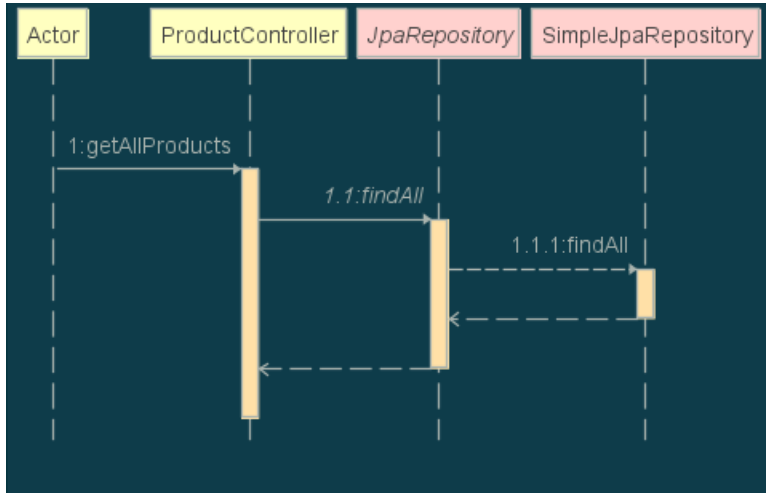 Actor
ProductController
JpaRepository
SimpleJpaRepository
1:getAllProducts
1.1:findAll
1.1.1:findAll